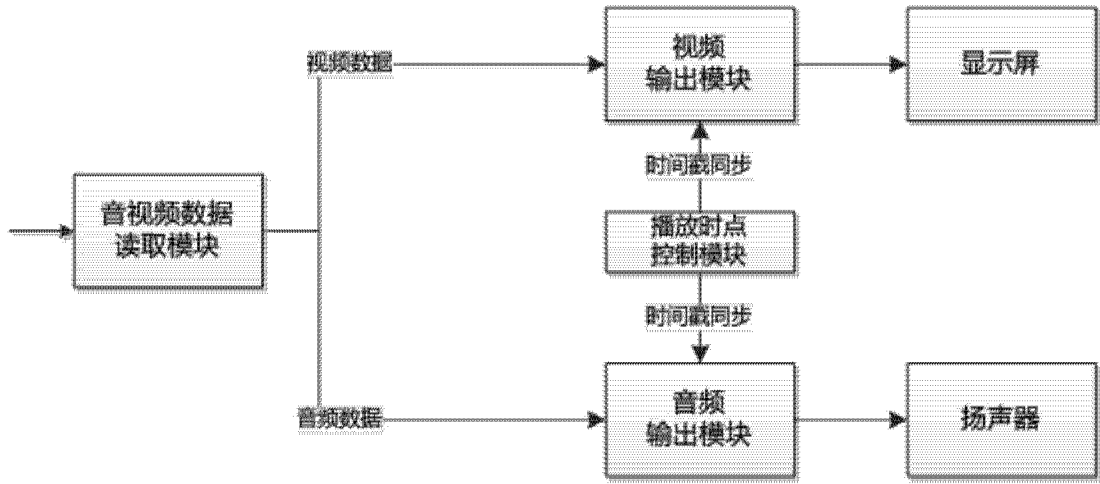 视频数据
视频
输出模块
显示屏
时间戳同步
音视频数据
读取模块
播放时点
控制模块
时间戳同步
音频数据
音频
输出模块
扬声器